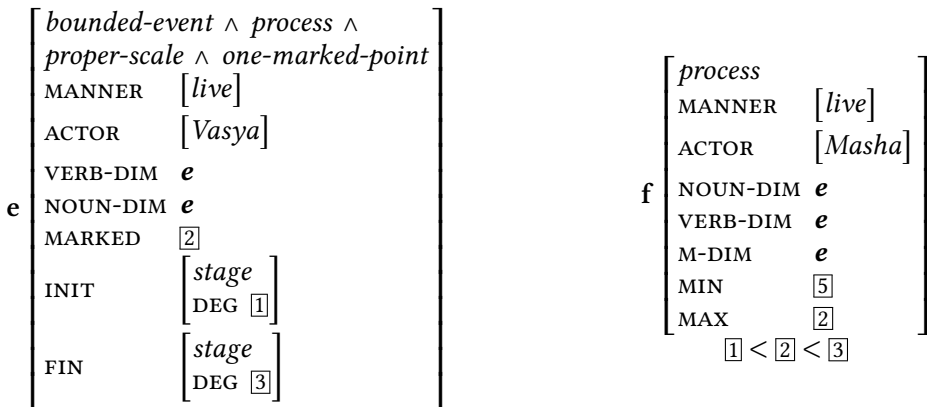 bounded-event ∧ process ∧
proper-scale ∧ one-marked-point
MANNER [live]
ACTOR [Vasya]
VERB-DIM e
e NOUN-DIM e
MARKED 2
INIT [stage
DEG 1]
FIN [stage
DEG 3]
process
MANNER [live]
ACTOR [Masha]
f NOUN-DIM e
VERB-DIM e
M-DIM e
MIN 5
MAX 2
1 < 2 < 3